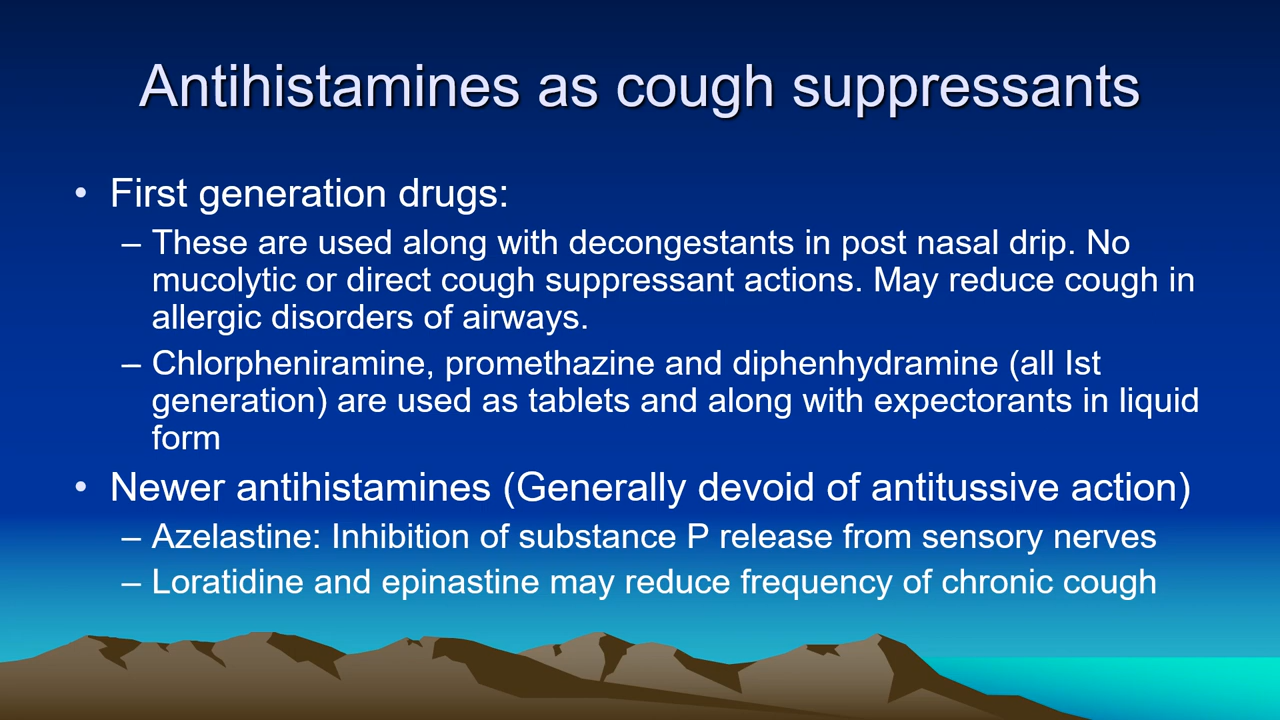 Antihistamines as cough suppressants
• First generation drugs:
– These are used along with decongestants in post nasal drip. No
mucolytic or direct cough suppressant actions. May reduce cough in
allergic disorders of airways.
– Chlorpheniramine, promethazine and diphenhydramine (all Ist
generation) are used as tablets and along with expectorants in liquid
form
• Newer antihistamines (Generally devoid of antitussive action)
– Azelastine: Inhibition of substance P release from sensory nerves
– Loratidine and epinastine may reduce frequency of chronic cough